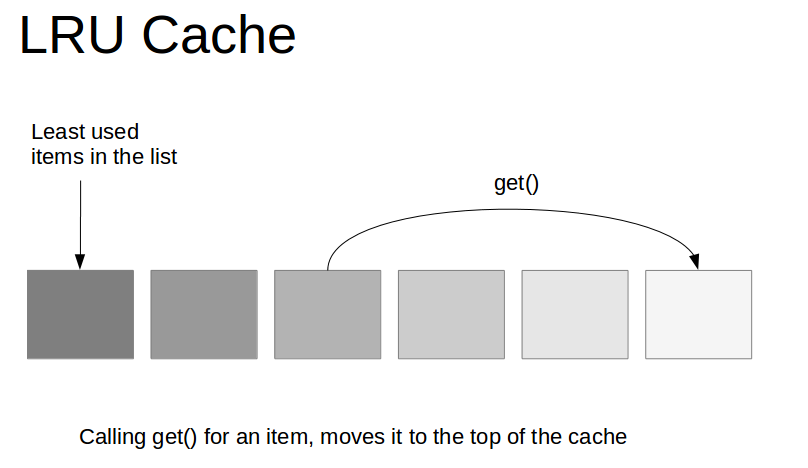 LRU Cache
Least used
items in the list
get()
Calling get() for an item, moves it to the top of the cache